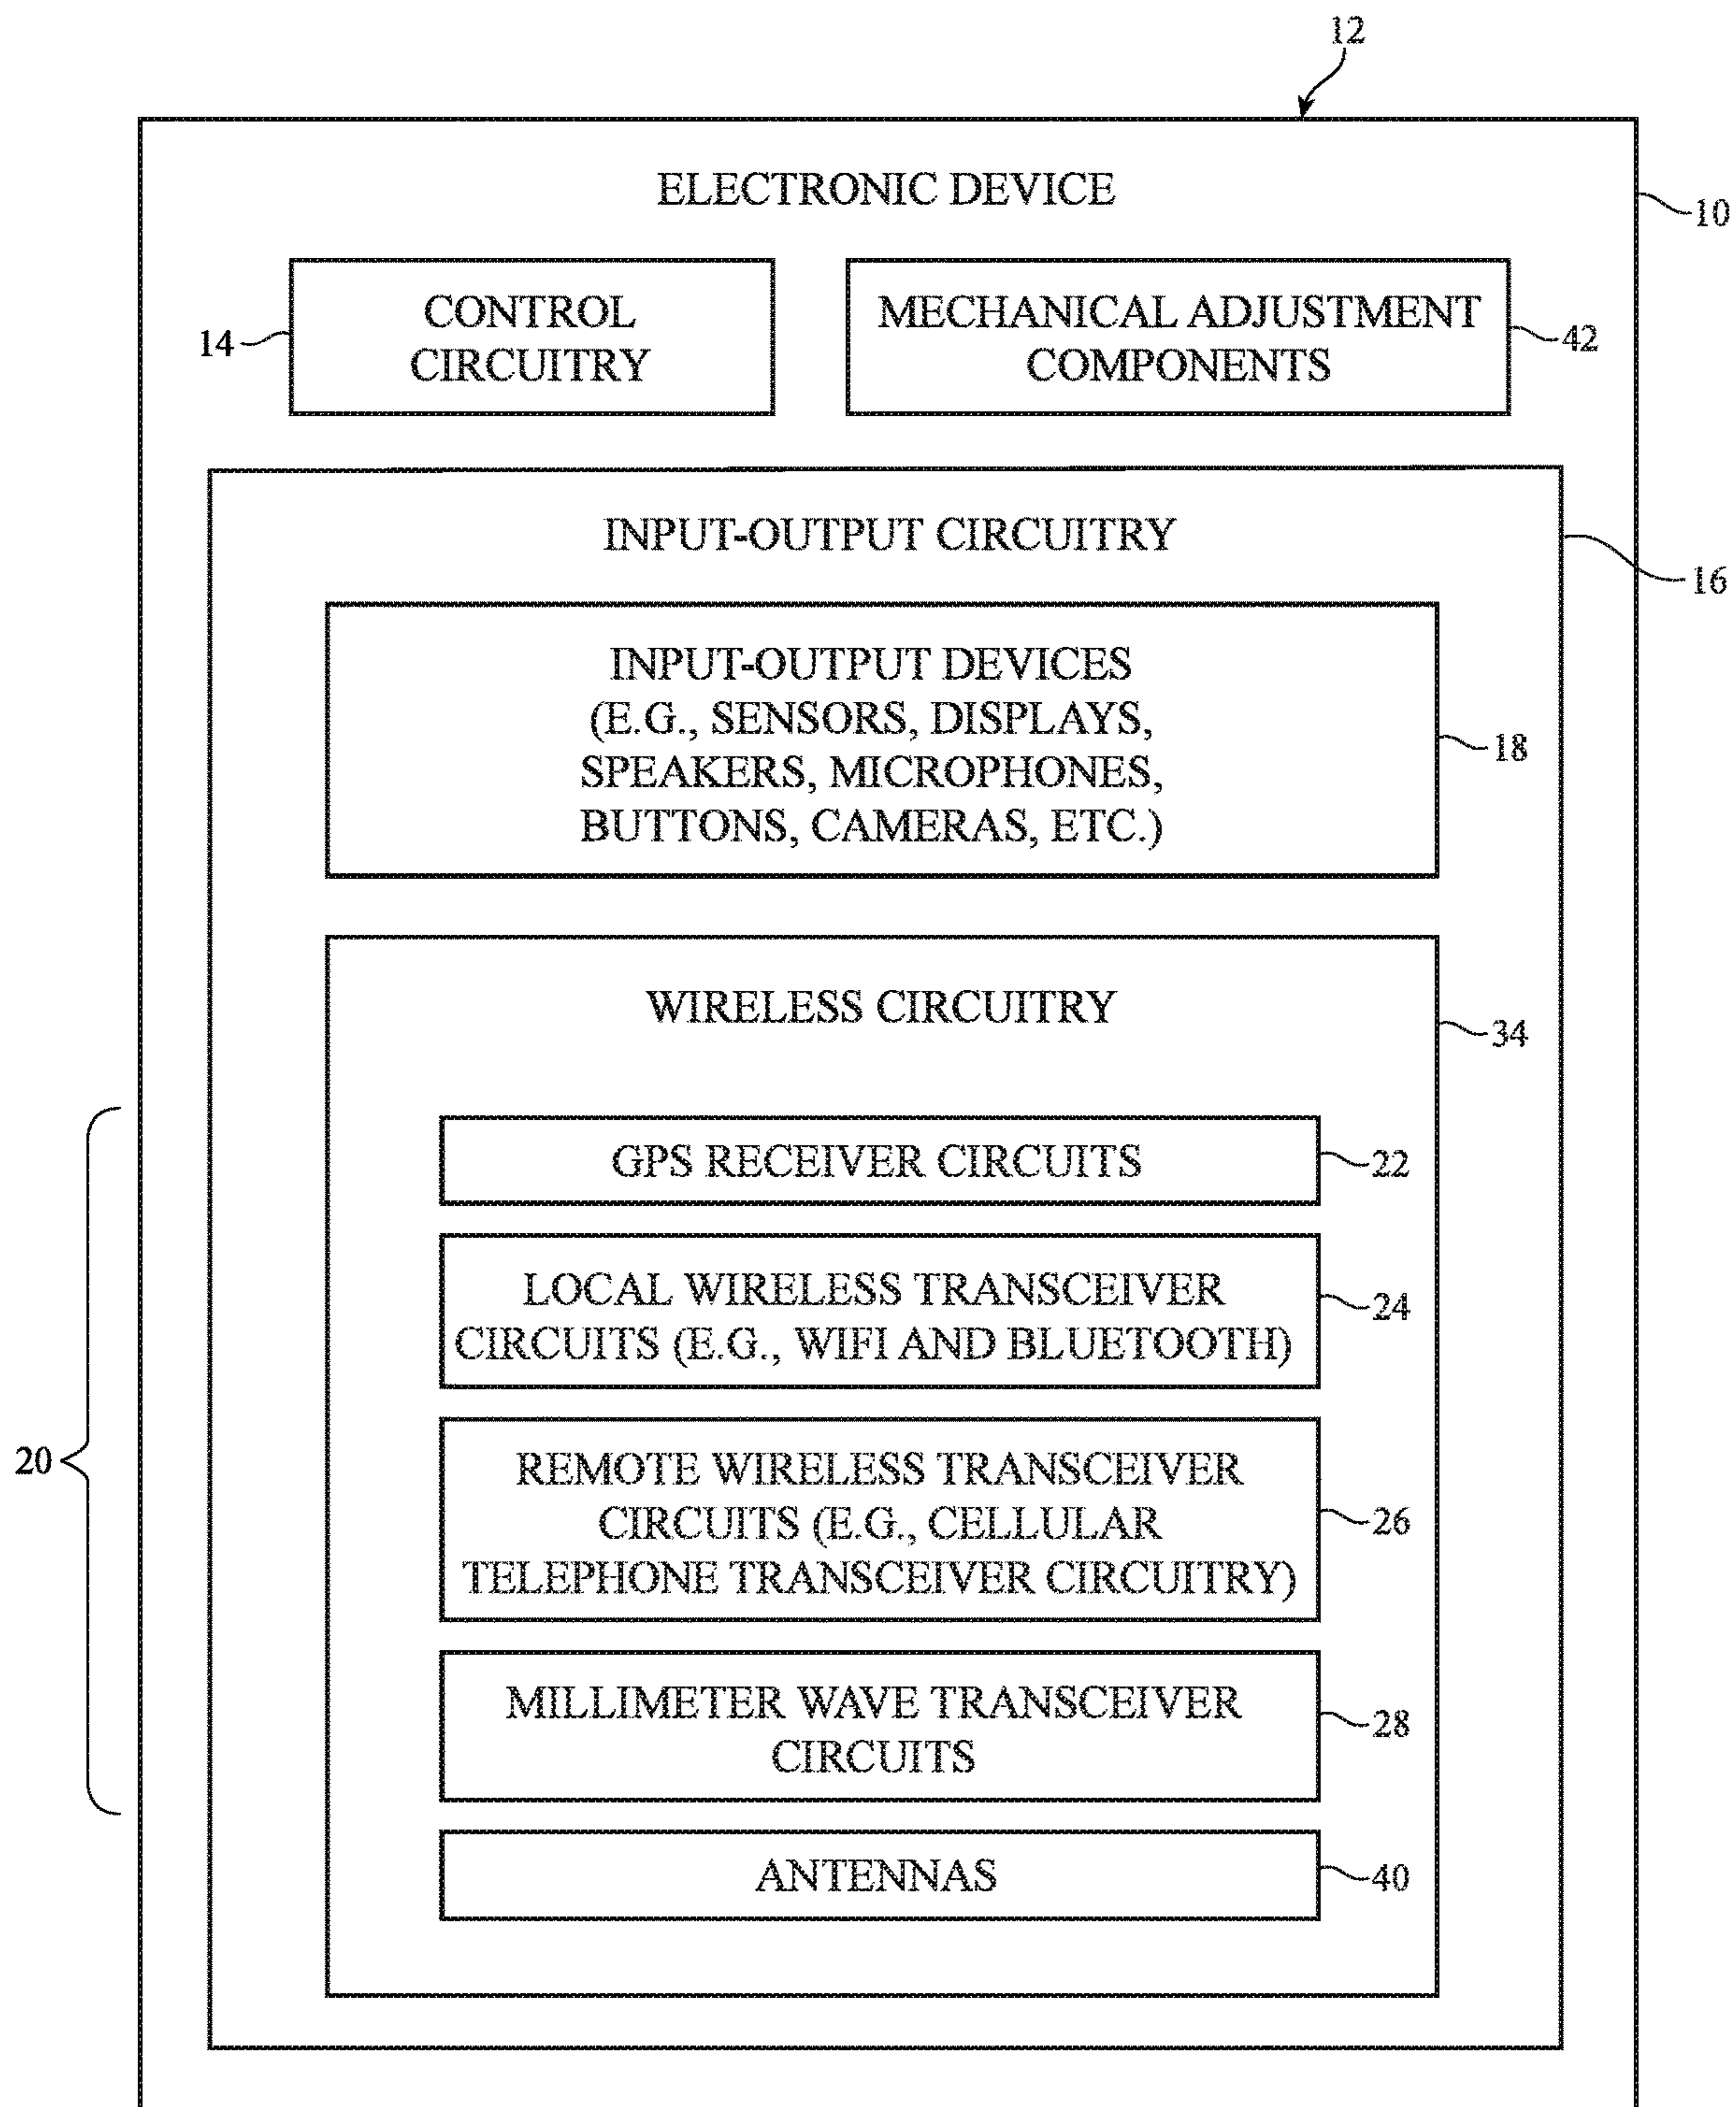 12
ELECTRONIC DEVICE
10
CONTROL
CIRCUITRY
14
MECHANICAL ADJUSTMENT
COMPONENTS
42
INPUT-OUTPUT CIRCUITRY
16
INPUT-OUTPUT DEVICES
(E.G., SENSORS, DISPLAYS,
SPEAKERS, MICROPHONES,
BUTTONS, CAMERAS, ETC.)
18
WIRELESS CIRCUITRY
34
GPS RECEIVER CIRCUITS
22
LOCAL WIRELESS TRANSCEIVER
CIRCUITS (E.G., WIFI AND BLUETOOTH)
24
20
REMOTE WIRELESS TRANSCEIVER
CIRCUITS (E.G., CELLULAR
TELEPHONE TRANSCEIVER CIRCUITRY)
26
MILLIMETER WAVE TRANSCEIVER
CIRCUITS
28
ANTENNAS
40